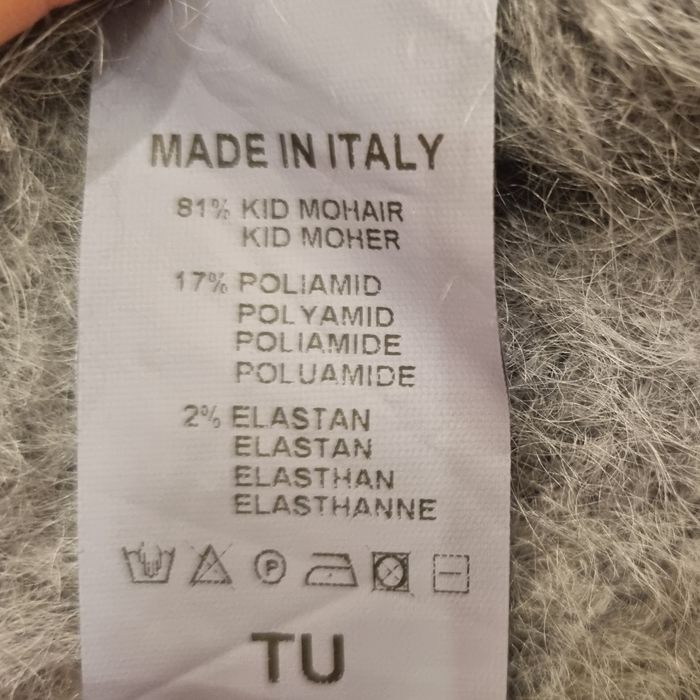 MADE IN ITALY
81% KID MOHAIR
KID MOHER
17% POLIAMID
POLYAMID
POLIAMIDE
POLUAMIDE
2% ELASTAN
ELASTAN
ELASTHAN
ELASTHANNE
P
TU